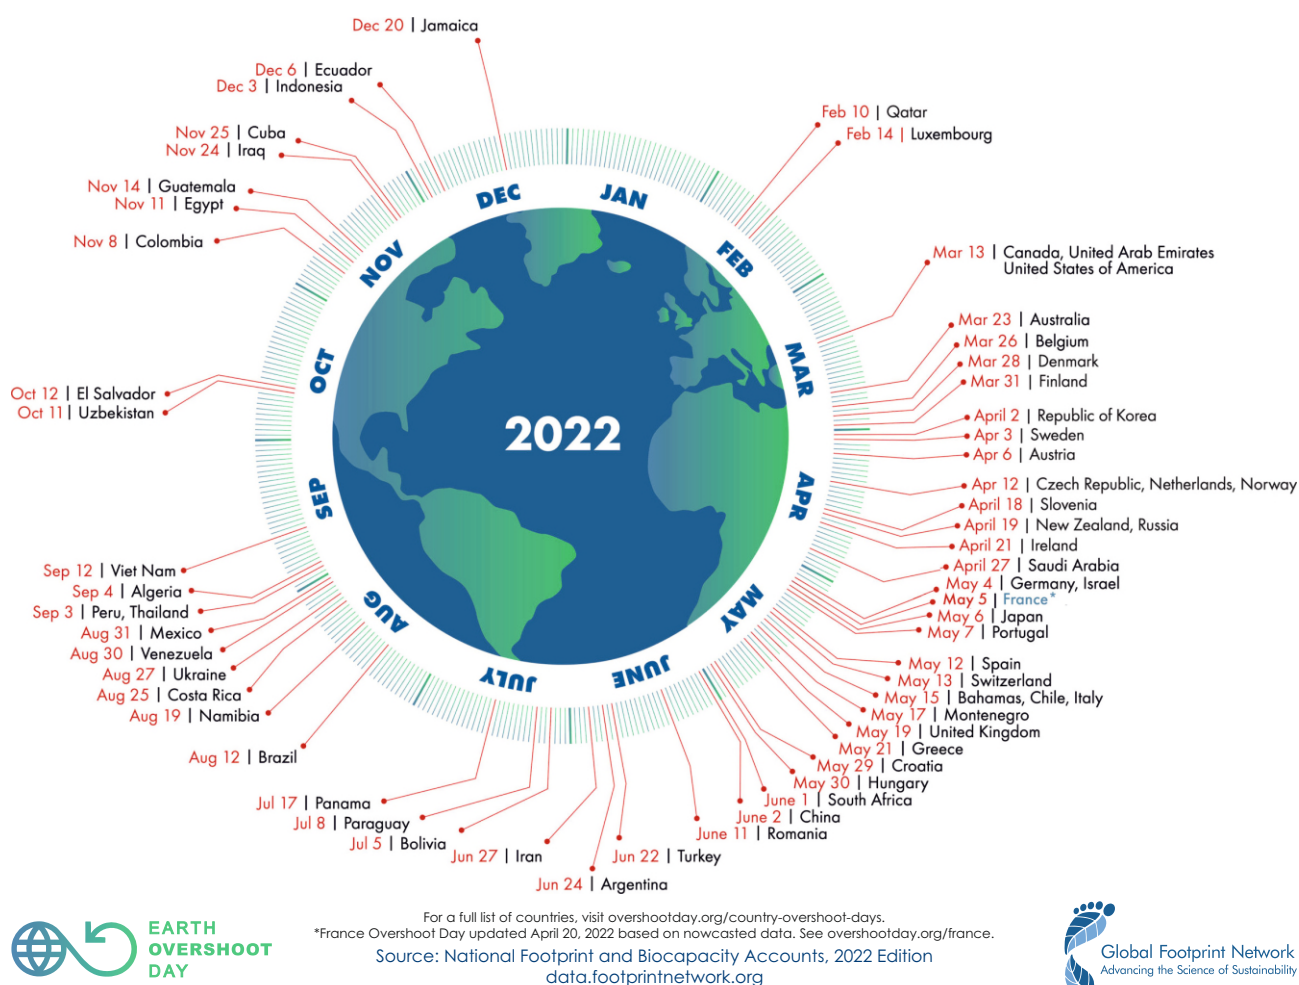 Dec 20 | Jamaica
Dec 6 | Ecuador
Dec 3 | Indonesia
Nov 25 | Cuba
Nov 24 | Iraq
Nov 14 | Guatemala
Nov 11 | Egypt
Nov 8 | Colombia
Oct 12 | El Salvador
Oct 11 | Uzbekistan
Sep 12 | Viet Nam
Sep 4 | Algeria
Sep 3 | Peru, Thailand
Aug 31 | Mexico
Aug 30 | Venezuela
Aug 27 | Ukraine
Aug 25 | Costa Rica
Aug 19 | Namibia
Aug 12 | Brazil
Jul 17 | Panama
Jul 8 | Paraguay
Jul 5 | Bolivia
Jun 27 | Iran
Jun 24 | Argentina
Jun 22 | Turkey
Feb 10 | Qatar
Feb 14 | Luxembourg
Mar 13 | Canada, United Arab Emirates
United States of America
Mar 23 | Australia
Mar 26 | Belgium
Mar 28 | Denmark
Mar 31 | Finland
April 2 | Republic of Korea
Apr 3 | Sweden
Apr 6 | Austria
Apr 12 | Czech Republic, Netherlands, Norway
April 18 | Slovenia
April 19 | New Zealand, Russia
April 21 | Ireland
April 27 | Saudi Arabia
May 4 | Germany, Israel
May 5 | France*
May 6 | Japan
May 7 | Portugal
May 12 | Spain
May 13 | Switzerland
May 15 | Bahamas, Chile, Italy
May 17 | Montenegro
May 19 | United Kingdom
May 21 | Greece
May 29 | Croatia
May 30 | Hungary
June 1 | South Africa
June 2 | China
June 11 | Romania
JAN
FEB
MAR
APR
MAY
JUNE
JULY
AUG
SEP
OCT
NOV
DEC
2022
EARTH
OVERSHOOT
DAY
For a full list of countries, visit overshootday.org/country-overshoot-days.
*France Overshoot Day updated April 20, 2022 based on nowcasted data. See overshootday.org/france.
Source: National Footprint and Biocapacity Accounts, 2022 Edition
data.footprintnetwork.org
Global Footprint Network
Advancing the Science of Sustainability